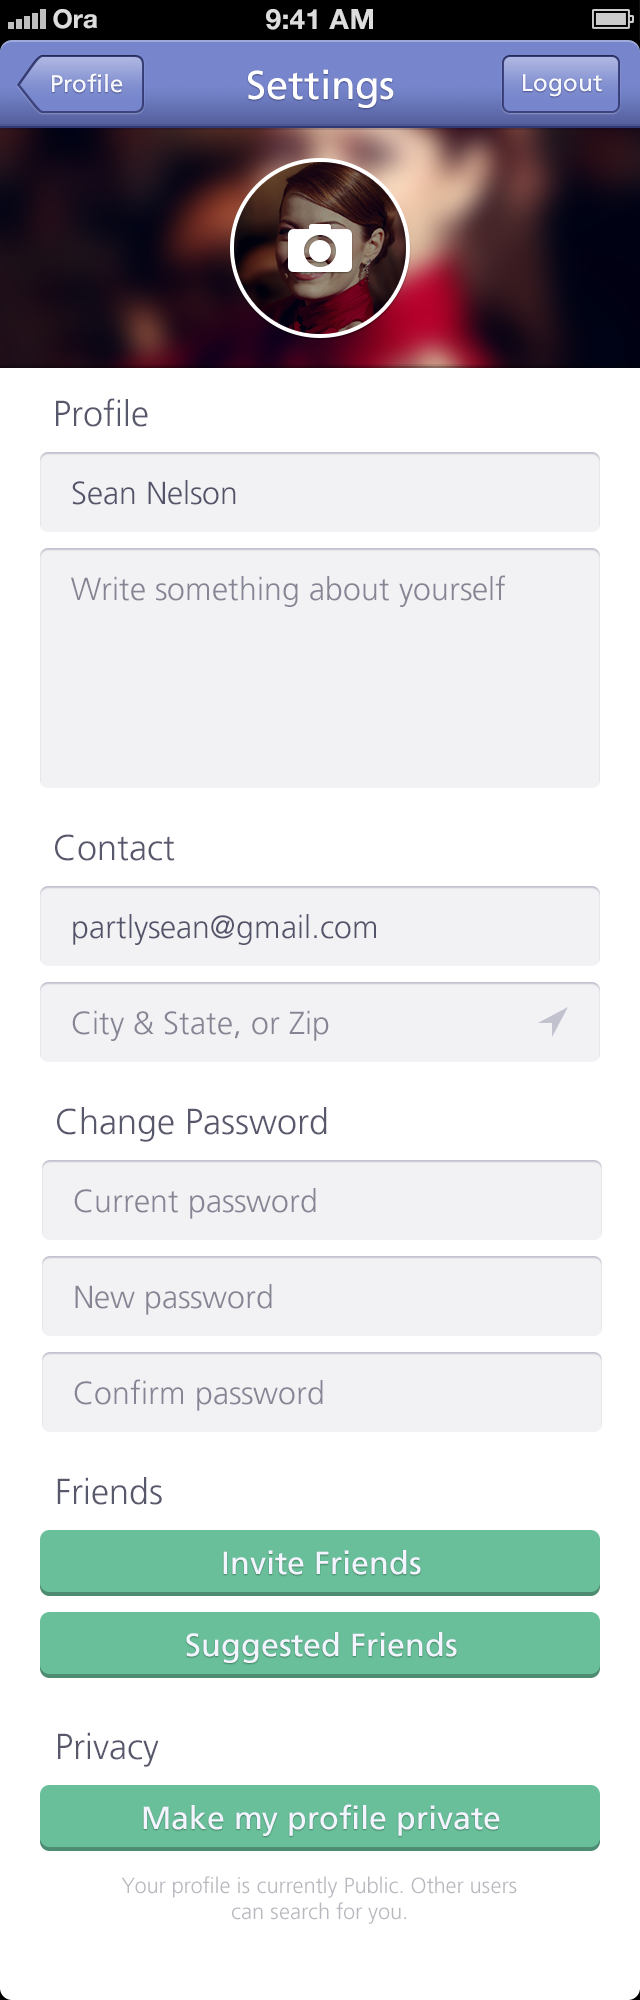 Ora 9:41 AM
Profile Settings Logout
Profile
Sean Nelson
Write something about yourself
Contact
partlysean@gmail.com
City & State, or Zip
Change Password
Current password
New password
Confirm password
Friends
Invite Friends
Suggested Friends
Privacy
Make my profile private
Your profile is currently Public. Other users
can search for you.